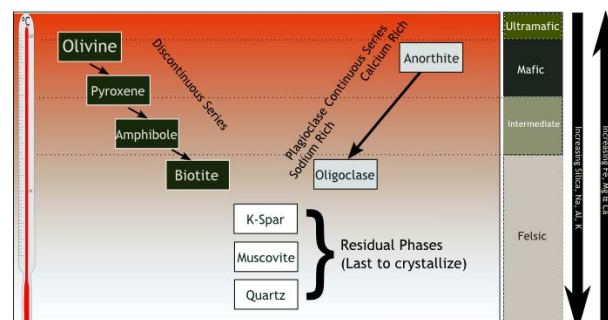 °C
Olivine
Pyroxene
Amphibole
Biotite
Discontinuous Series
Plagioclase Continuous Series
Calcium Rich
Sodium Rich
Anorthite
Oligoclase
K-Spar
Muscovite
Quartz
Residual Phases
(Last to crystallize)
Ultramafic
Mafic
Intermediate
Felsic
Increasing Silica, Na, Al, K
Increasing Fe, Mg & Ca